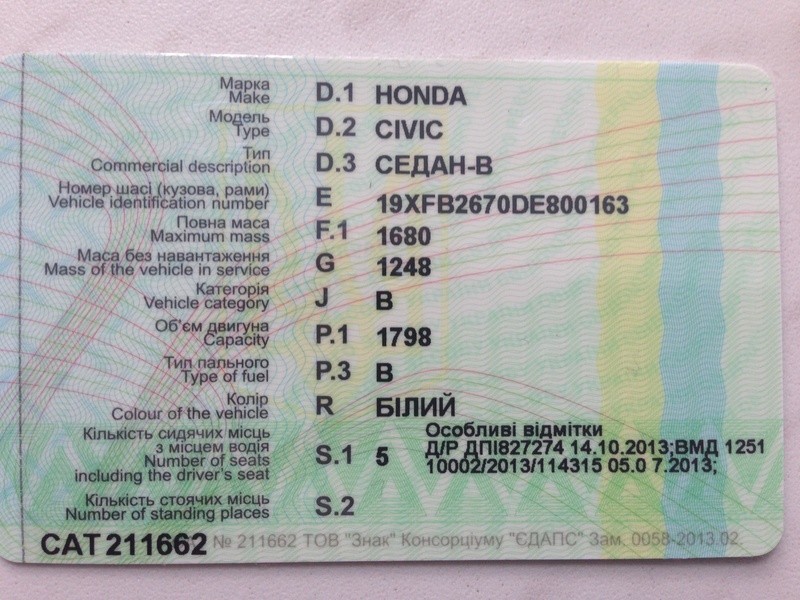 Марка
Make D.1 HONDA
Модель
Type D.2 CIVIC
Тип
Commercial description D.3 СЕДАН-В
Номер шасі (кузова, рами)
Vehicle identification number E 19XFB2670DE800163
Повна маса
Maximum mass F.1 1680
Маса без навантаження
Mass of the vehicle in service G 1248
Категорія
Vehicle category J B
Об'єм двигуна
Capacity P.1 1798
Тип пального
Type of fuel P.3 B
Колір
Colour of the vehicle R БІЛИЙ
Кількість сидячих місць
з місцем водія
Number of seats
including the driver's seat S.1 5
Особливі відмітки
Д/Р ДПІ827274 14.10.2013;ВМД 1251
10002/2013/114315 05.0 7.2013;
Кількість стоячих місць
Number of standing places S.2
САТ 211662 № 211662 ТОВ "Знак" Консорціуму "ЄДАПС" Зам. 0058-2013.02.